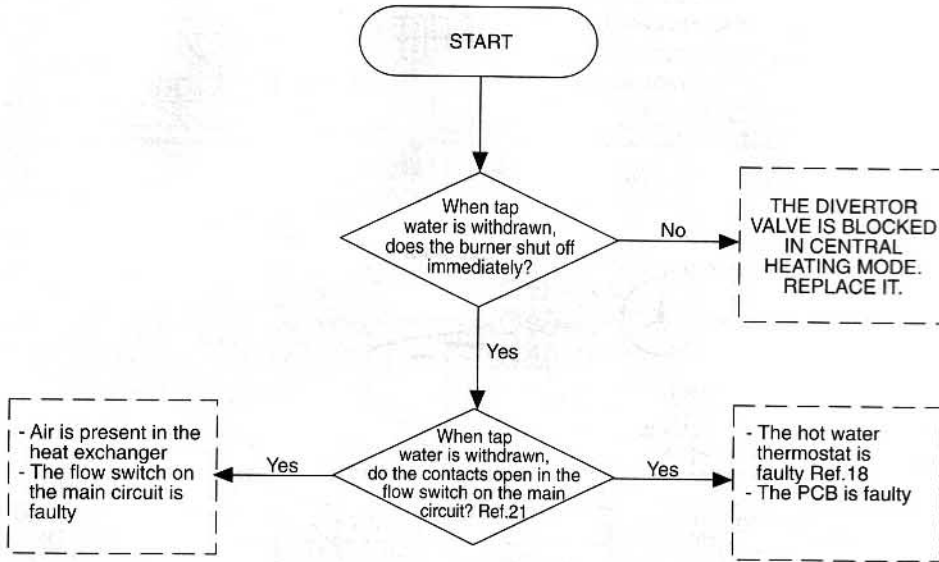 START
When tap
water is withdrawn,
does the burner shut off
immediately?
No
THE DIVERTOR
VALVE IS BLOCKED
IN CENTRAL
HEATING MODE.
REPLACE IT.
Yes
- Air is present in the
heat exchanger
- The flow switch on
the main circuit is
faulty
Yes
When tap
water is withdrawn,
do the contacts open in the
flow switch on the main
circuit? Ref.21
Yes
- The hot water
thermostat is
faulty Ref.18
- The PCB is faulty